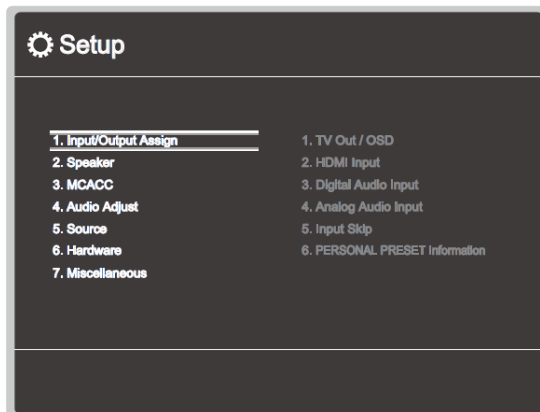 Setup
1. Input/Output Assign
2. Speaker
3. MCACC
4. Audio Adjust
5. Source
6. Hardware
7. Miscellaneous
1. TV Out / OSD
2. HDMI Input
3. Digital Audio Input
4. Analog Audio Input
5. Input Skip
6. PERSONAL PRESET Information